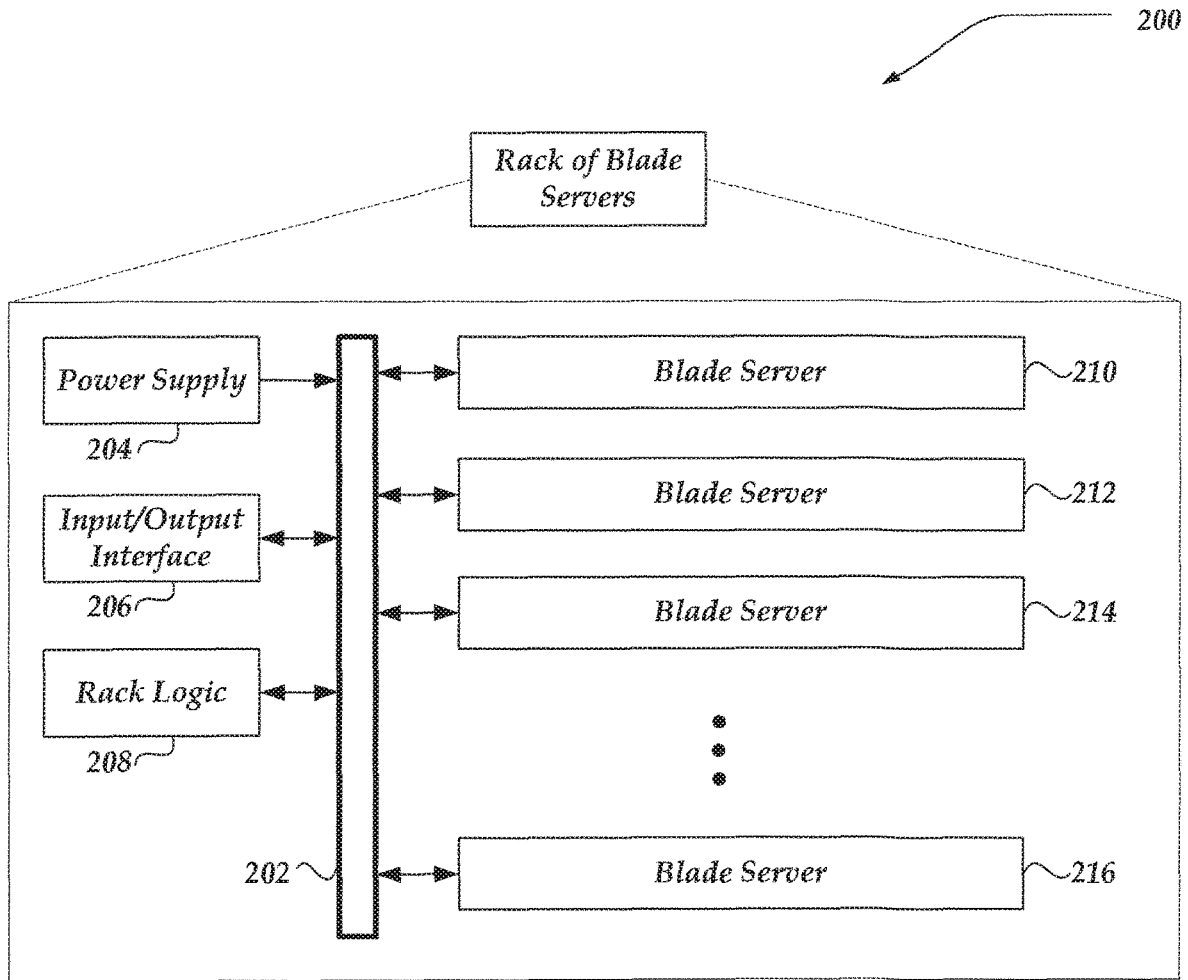 200
Rack of Blade
Servers
Power Supply
204
Input/Output
Interface
206
Rack Logic
208
202
Blade Server
210
Blade Server
212
Blade Server
214
Blade Server
216